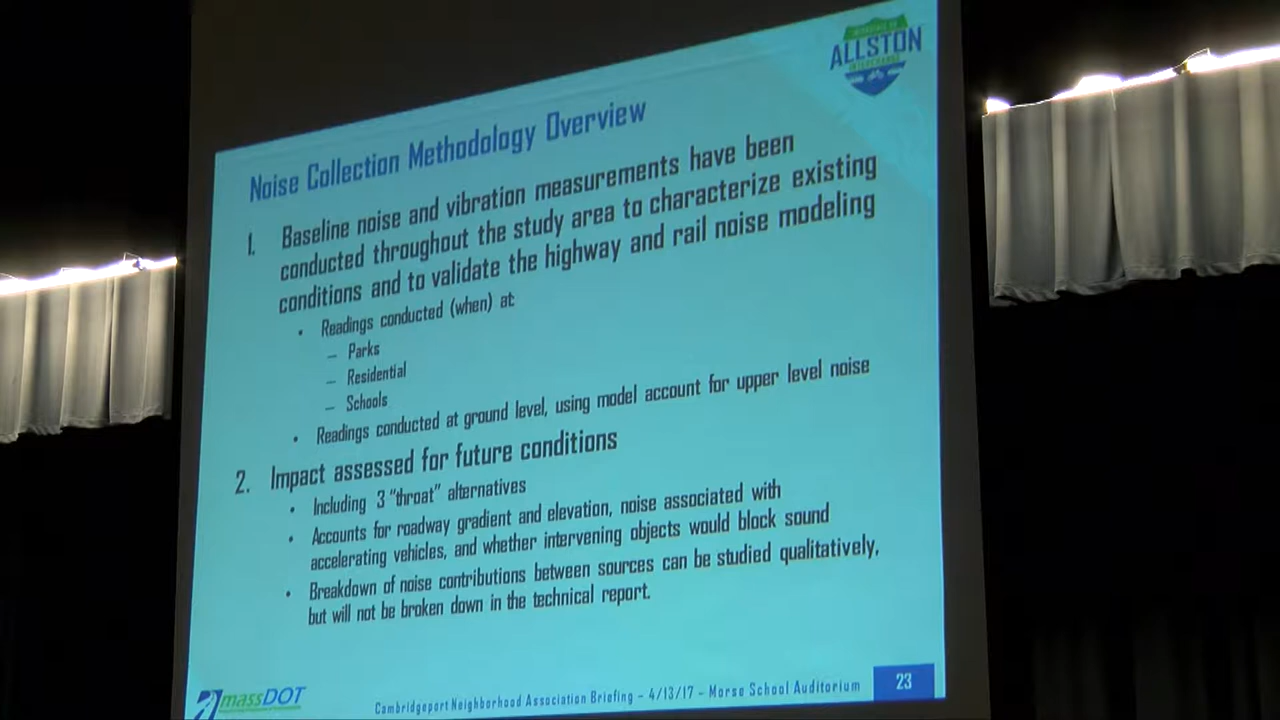 ALLSTON
INTERCHANGE
Noise Collection Methodology Overview
1. Baseline noise and vibration measurements have been
conducted throughout the study area to characterize existing
conditions and to validate the highway and rail noise modeling
• Readings conducted (when) at:
– Parks
– Residential
– Schools
• Readings conducted at ground level, using model account for upper level noise
2. Impact assessed for future conditions
• Including 3 "throat" alternatives
• Accounts for roadway gradient and elevation, noise associated with
accelerating vehicles, and whether intervening objects would block sound
• Breakdown of noise contributions between sources can be studied qualitatively,
but will not be broken down in the technical report.
massDOT
Cambridgeport Neighborhood Association Briefing – 4/13/17 – Morse School Auditorium
23